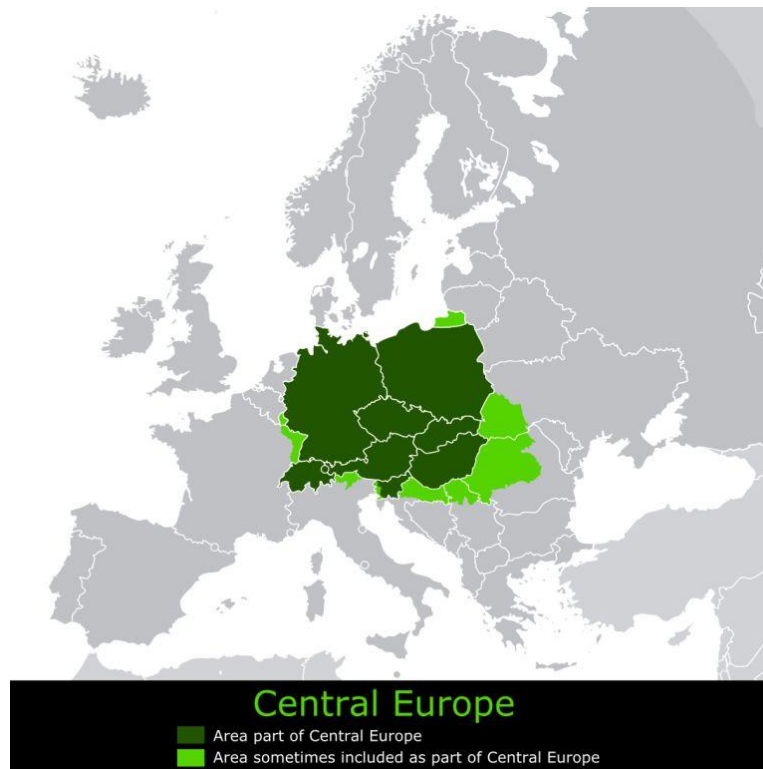 Central Europe
Area part of Central Europe
Area sometimes included as part of Central Europe